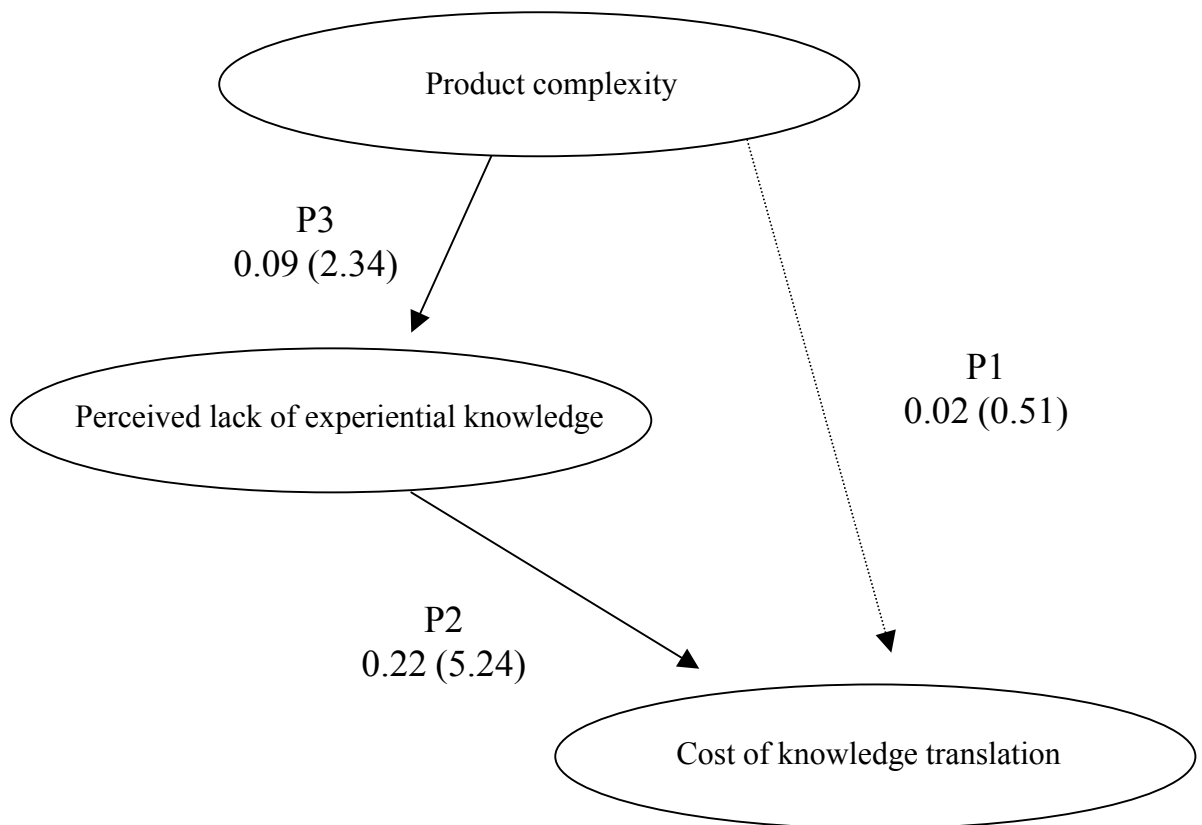 Product complexity
P3
0.09 (2.34)
P1
0.02 (0.51)
Perceived lack of experiential knowledge
P2
0.22 (5.24)
Cost of knowledge translation